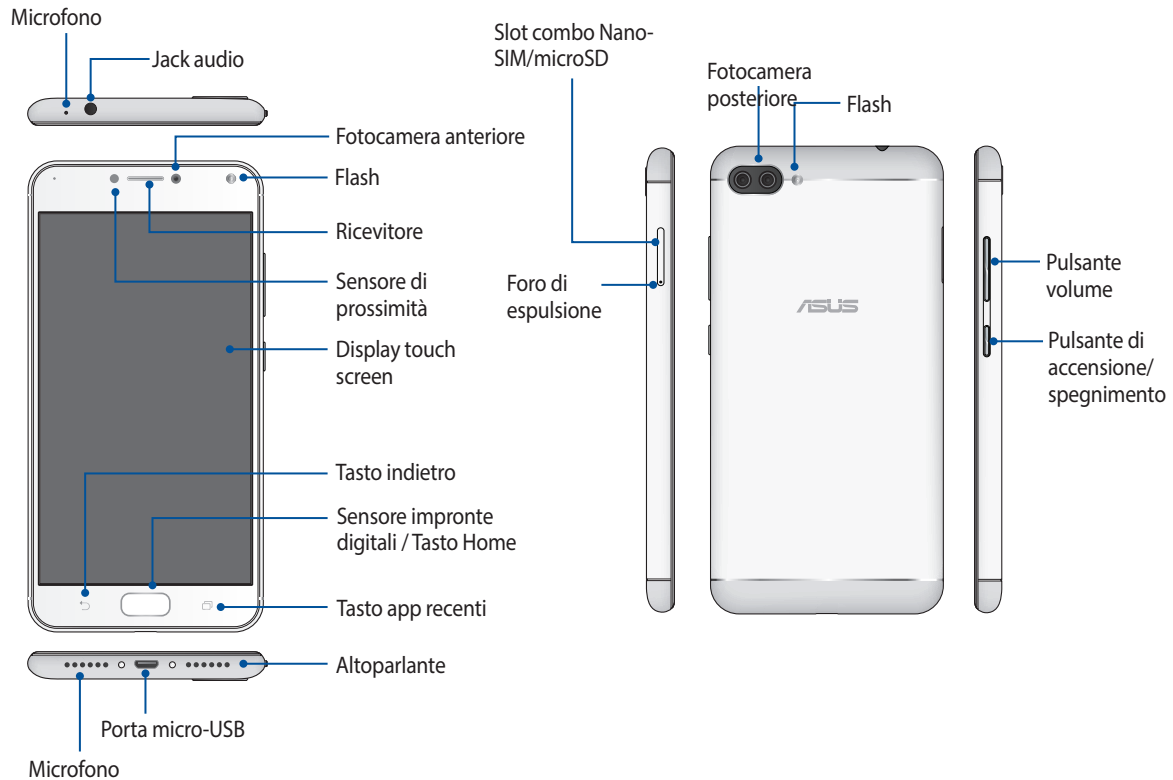 Microfono
Jack audio
Fotocamera anteriore
Flash
Ricevitore
Sensore di
prossimità
Display touch
screen
Tasto indietro
Sensore impronte
digitali / Tasto Home
Tasto app recenti
Altoparlante
Porta micro-USB
Microfono
Slot combo Nano-
SIM/microSD
Foro di
espulsione
Fotocamera
posteriore
Flash
ASUS
Pulsante
volume
Pulsante di
accensione/
spegnimento